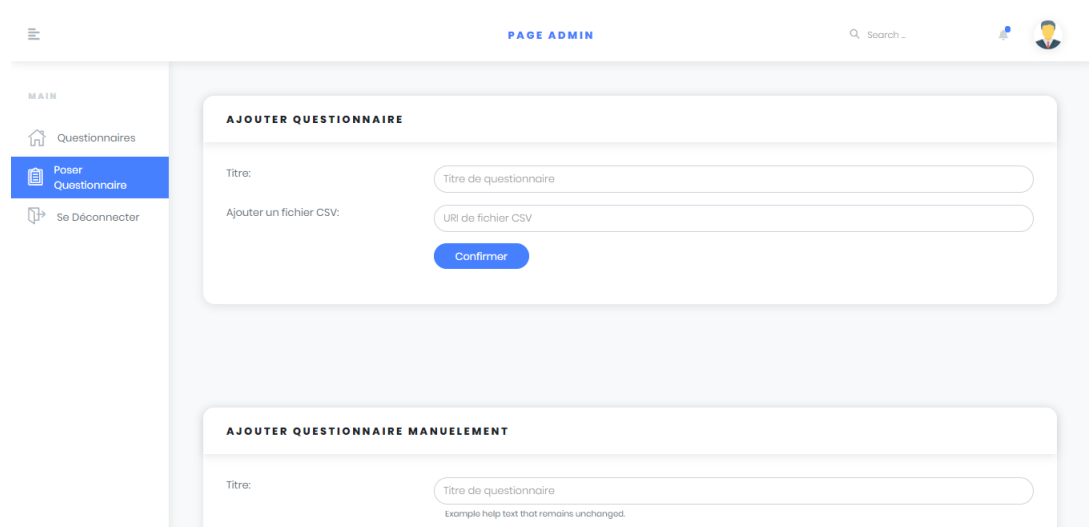 PAGE ADMIN
Search ...
MAIN
Questionnaires
Poser
Questionnaire
Se Déconnecter
AJOUTER QUESTIONNAIRE
Titre:
Titre de questionnaire
Ajouter un fichier CSV:
URI de fichier CSV
Confirmer
AJOUTER QUESTIONNAIRE MANUELEMENT
Titre:
Titre de questionnaire
Example help text that remains unchanged.